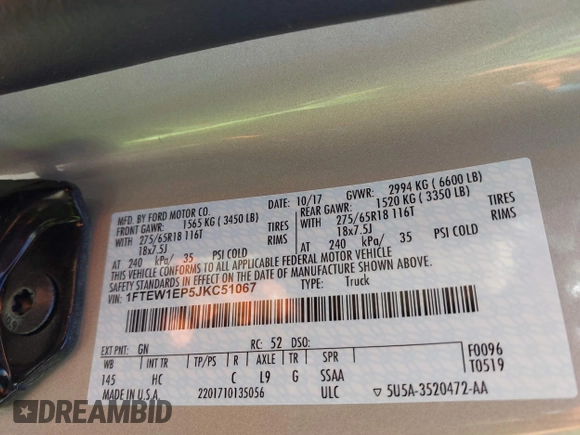 MFD. BY FORD MOTOR CO.
DATE: 10/17 GVWR: 2994 KG ( 6600 LB)
FRONT GAWR: 1565 KG ( 3450 LB) REAR GAWR: 1520 KG ( 3350 LB)
WITH 275/65R18 116T TIRES WITH 275/65R18 116T TIRES
18x7.5J RIMS 18x7.5J RIMS
AT 240 kPa/ 35 PSI COLD AT 240 kPa/ 35 PSI COLD
THIS VEHICLE CONFORMS TO ALL APPLICABLE FEDERAL MOTOR VEHICLE
SAFETY STANDARDS IN EFFECT ON THE DATE OF MANUFACTURE SHOWN ABOVE.
VIN: 1FTEW1EP5JKC51067 TYPE: Truck
EXT PNT: GN RC: 52 DSO: F0096
WB INT TR TP/PS R AXLE TR SPR T0519
145 HC C L9 G SSAA
MADE IN U.S.A. 2201710135056 ULC ▽ 5U5A-3520472-AA
DREAMBID